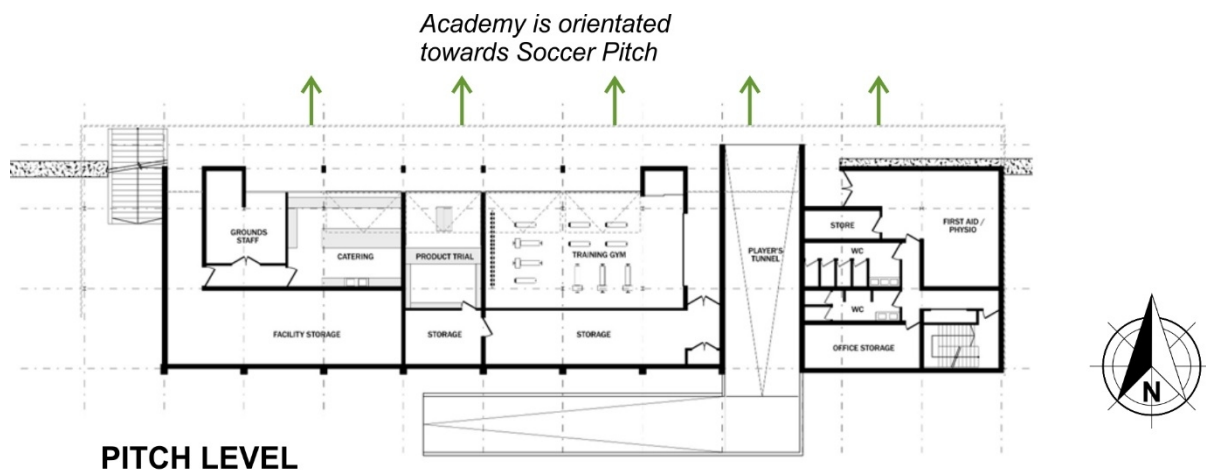 Academy is orientated
towards Soccer Pitch
GROUNDS
STAFF
CATERING
PRODUCT TRIAL
TRAINING GYM
PLAYER'S
TUNNEL
STORE
FIRST AID /
PHYSIO
WC
WC
FACILITY STORAGE
STORAGE
STORAGE
OFFICE STORAGE
N
PITCH LEVEL